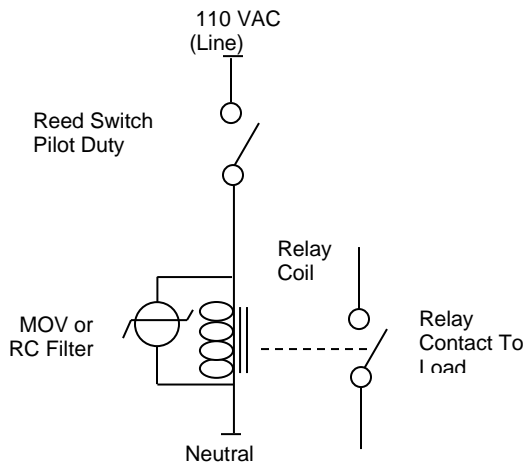 110 VAC
(Line)
Reed Switch
Pilot Duty
Relay
Coil
MOV or
RC Filter
Relay
Contact To
Load
Neutral